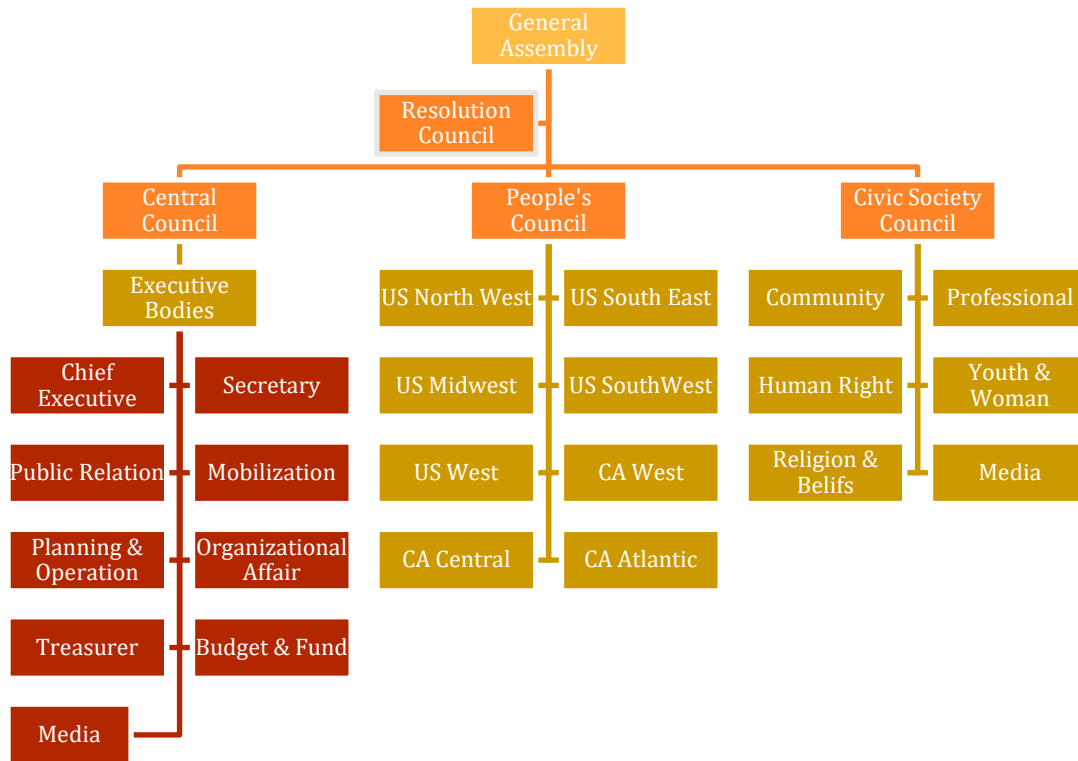 General
Assembly
Resolution
Council
Central
Council
People's
Council
Civic Society
Council
Executive
Bodies
US North West
US South East
Community
Professional
Chief
Executive
Secretary
US Midwest
US SouthWest
Human Right
Youth &
Woman
Public Relation
Mobilization
US West
CA West
Religion &
Belifs
Media
Planning &
Operation
Organizational
Affair
CA Central
CA Atlantic
Treasurer
Budget & Fund
Media